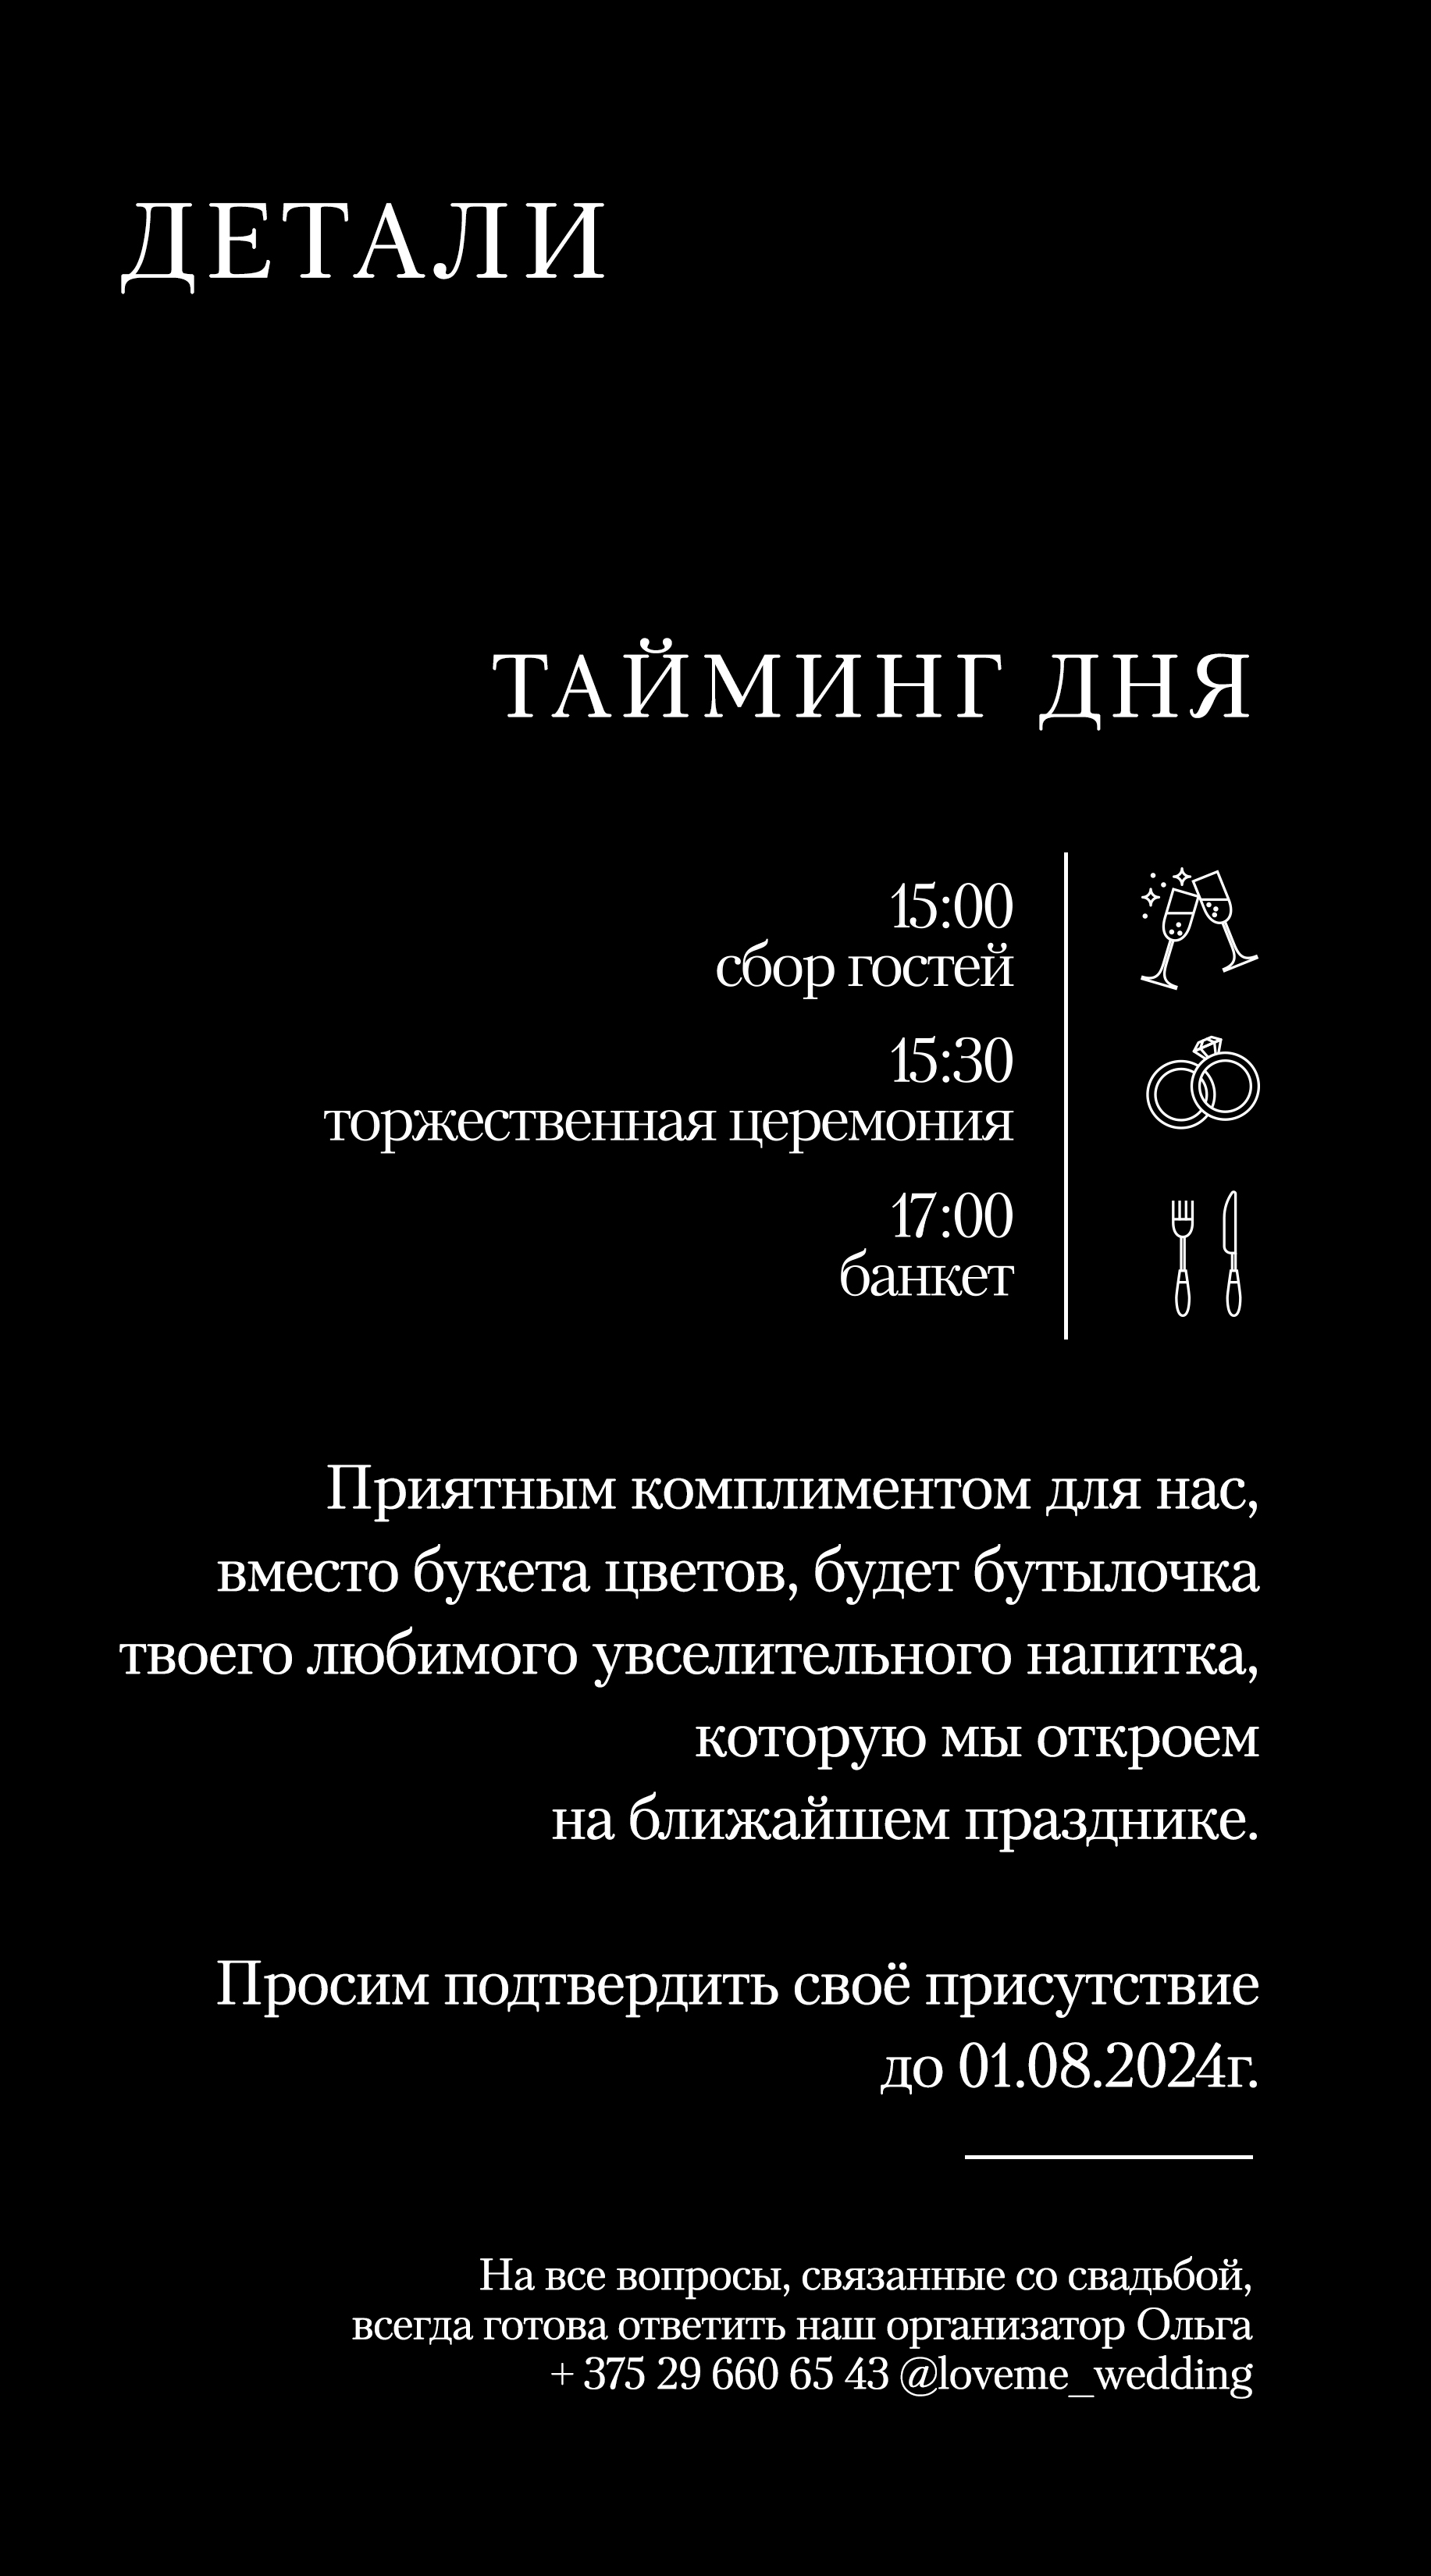 ДЕТАЛИ
ТАЙМИНГ ДНЯ
15:00
сбор гостей
15:30
торжественная церемония
17:00
банкет
Приятным комплиментом для нас,
вместо букета цветов, будет бутылочка
твоего любимого увселительного напитка,
которую мы откроем
на ближайшем празднике.
Просим подтвердить своё присутствие
до 01.08.2024г.
На все вопросы, связанные со свадьбой,
всегда готова ответить наш организатор Ольга
+ 375 29 660 65 43 @loveme_wedding